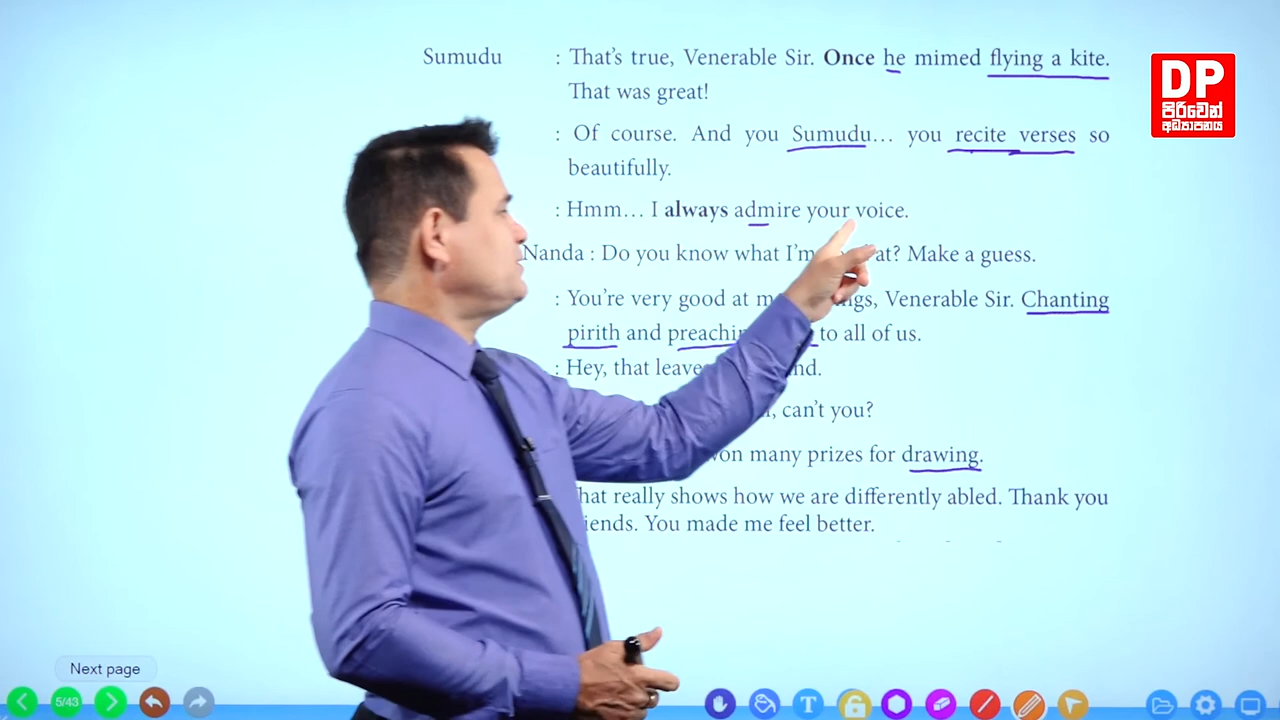 Sumudu : That's true, Venerable Sir. Once he mimed flying a kite.
That was great!
: Of course. And you Sumudu… you recite verses so
beautifully.
: Hmm… I always admire your voice.
Nanda : Do you know what I'm at? Make a guess.
: You're very good at Venerable Sir. Chanting
pirith and to all of us.
: Hey, that
can't you?
won many prizes for drawing.
that really shows how we are differently abled. Thank you
You made me feel better.
DP
පිරිවෙන්
අධ්‍යාපනය
Next page
5/43
T